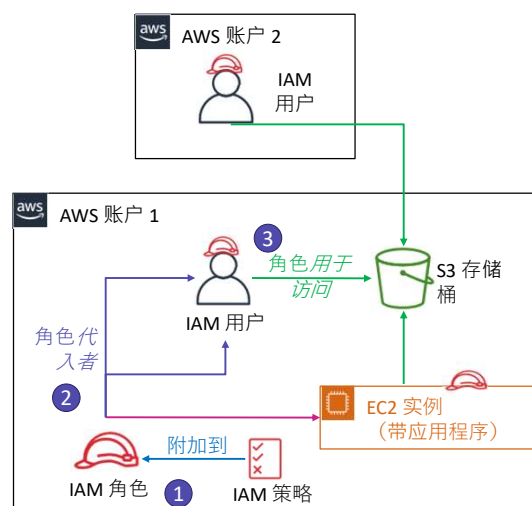 aws
AWS 账户 2
IAM
用户
aws
AWS 账户 1
3
角色用于
访问
S3 存储
桶
IAM 用户
角色代
入者
2
EC2 实例
（带应用程序）
附加到
IAM 角色
1
IAM 策略